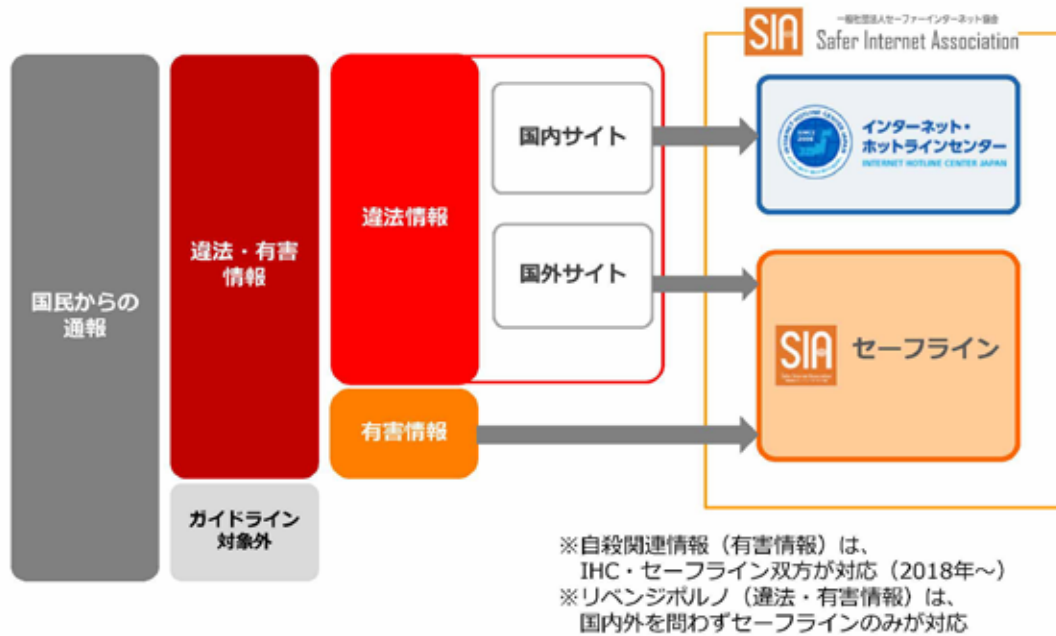 SIA
一般社団法人セーファーインターネット協会
Safer Internet Association
国民からの
通報
違法・有害
情報
ガイドライン
対象外
違法情報
有害情報
国内サイト
国外サイト
インターネット・
ホットラインセンター
INTERNET HOTLINE CENTER JAPAN
SIA
セーフライン
※自殺関連情報（有害情報）は、
IHC・セーフライン双方が対応（2018年～）
※リベンジポルノ（違法・有害情報）は、
国内外を問わずセーフラインのみが対応